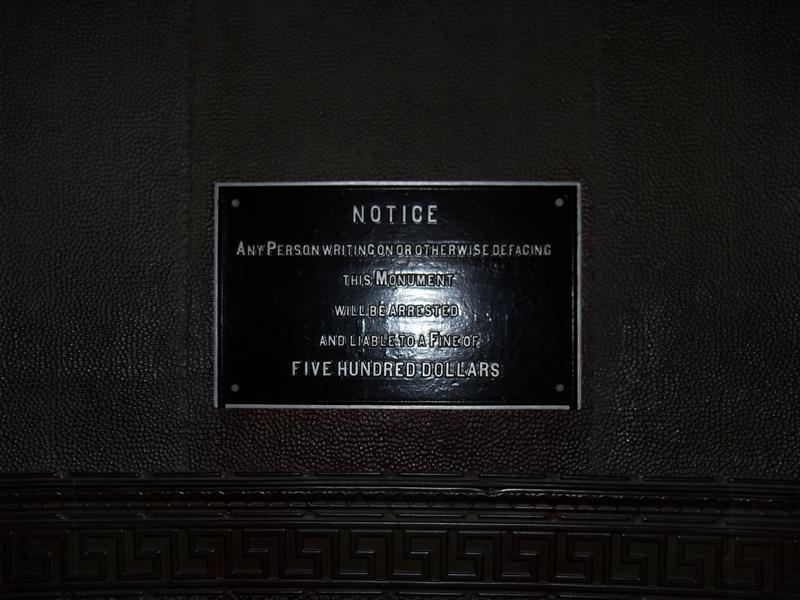 NOTICE
ANY PERSON WRITING ON OR OTHERWISE DEFACING
THIS MONUMENT
WILL BE ARRESTED
AND LIABLE TO A FINE OF
FIVE HUNDRED DOLLARS